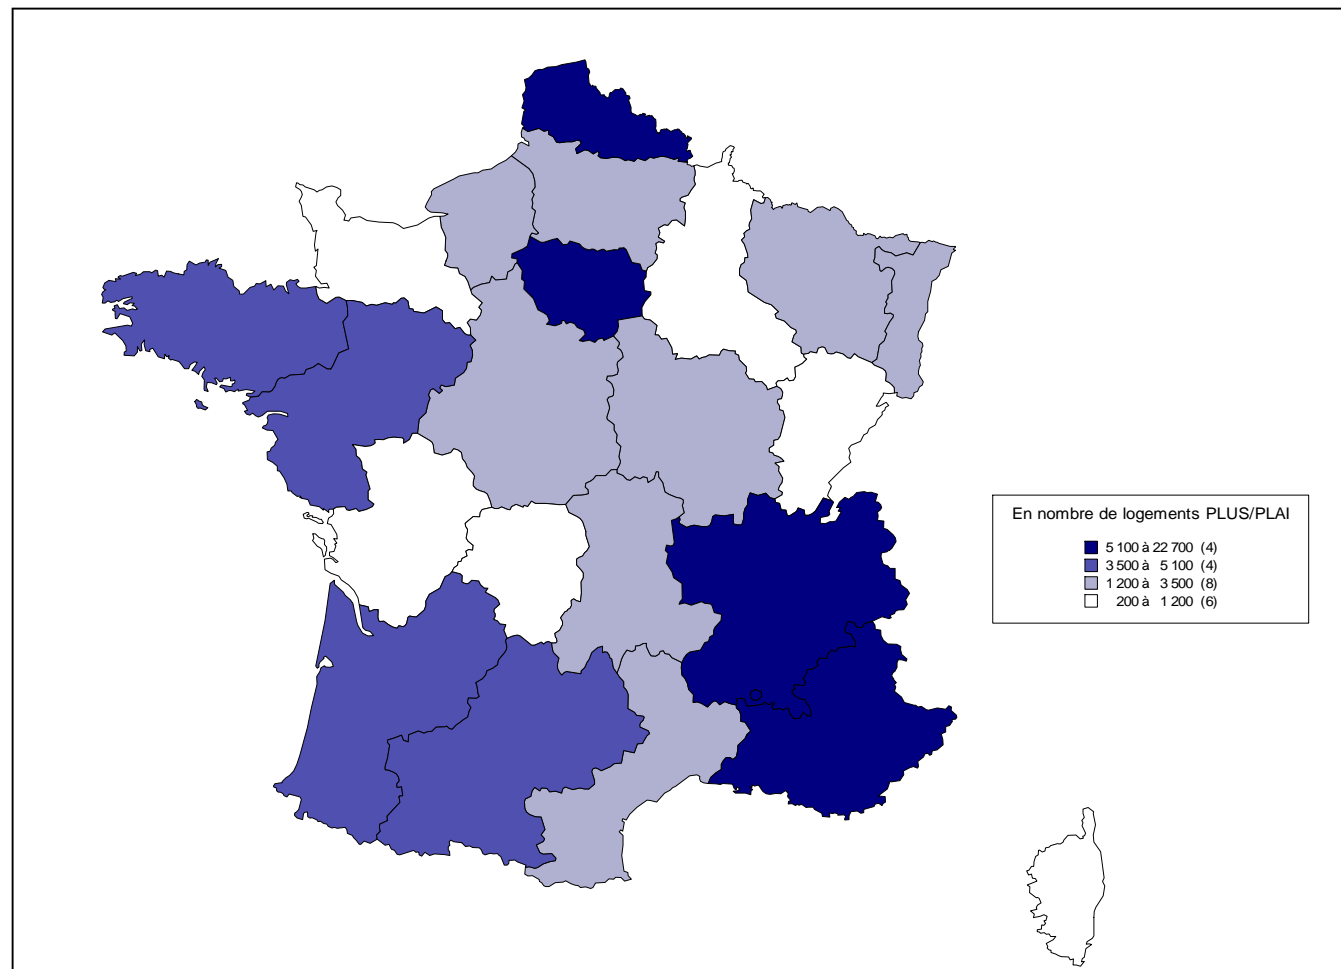 En nombre de logements PLUS/PLAI
5 100 à 22 700 (4)
3 500 à 5 100 (4)
1 200 à 3 500 (8)
200 à 1 200 (6)